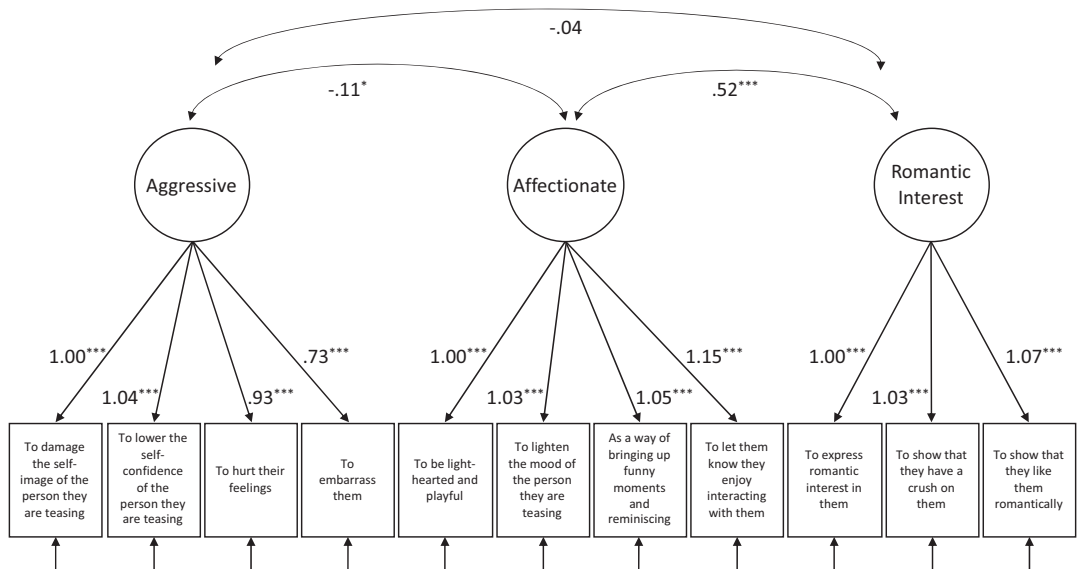 -.04
-.11*
.52***
Aggressive
Affectionate
Romantic
Interest
1.00***
1.04***
.93***
.73***
1.00***
1.03***
1.05***
1.15***
1.00***
1.03***
1.07***
To damage
the self-
image of the
person they
are teasing
To lower the
self-
confidence
of the
person they
are teasing
To hurt their
feelings
To
embarrass
them
To be light-
hearted and
playful
To lighten
the mood of
the person
they are
teasing
As a way of
bringing up
funny
moments
and
reminiscing
To let them
know they
enjoy
interacting
with them
To express
romantic
interest in
them
To show that
they have a
crush on
them
To show that
they like
them
romantically